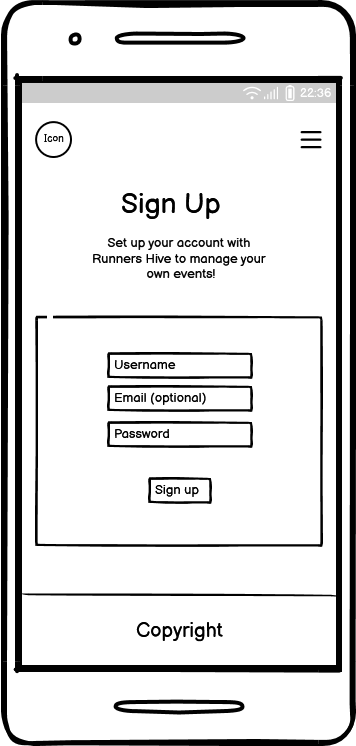 22:36
Icon
Sign Up
Set up your account with
Runners Hive to manage your
own events!
Username
Email (optional)
Password
Sign up
Copyright